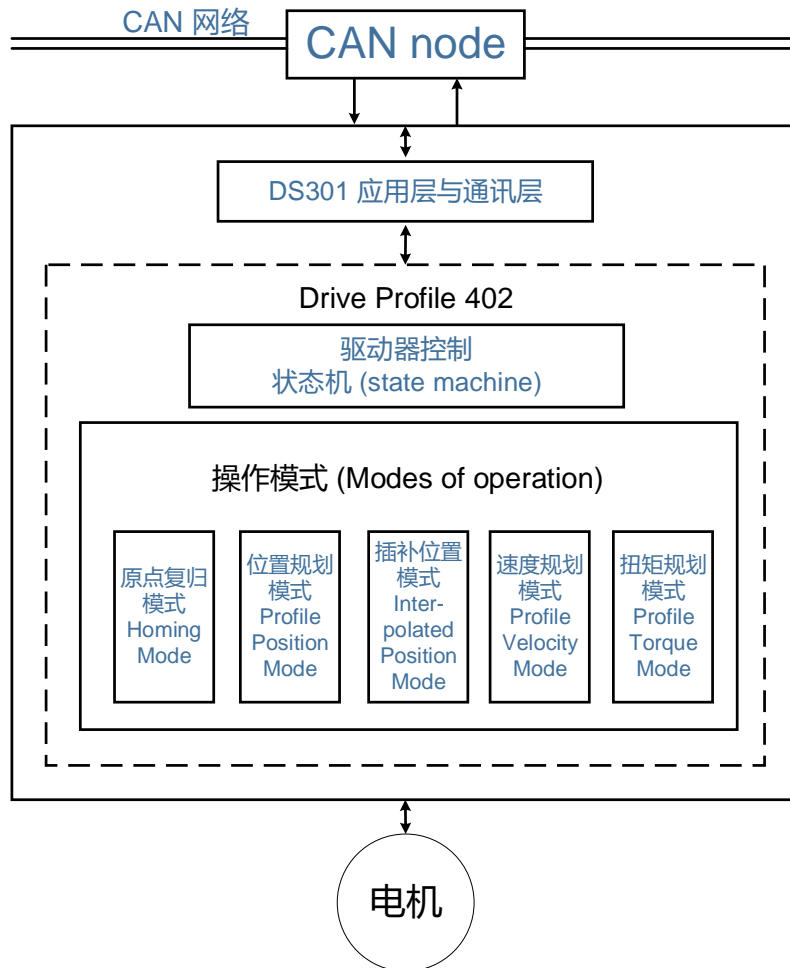 CAN 网络
CAN node
DS301 应用层与通讯层
Drive Profile 402
驱动器控制
状态机 (state machine)
操作模式 (Modes of operation)
原点复归
模式
Homing
Mode
位置规划
模式
Profile
Position
Mode
插补位置
模式
Inter-
polated
Position
Mode
速度规划
模式
Profile
Velocity
Mode
扭矩规划
模式
Profile
Torque
Mode
电机